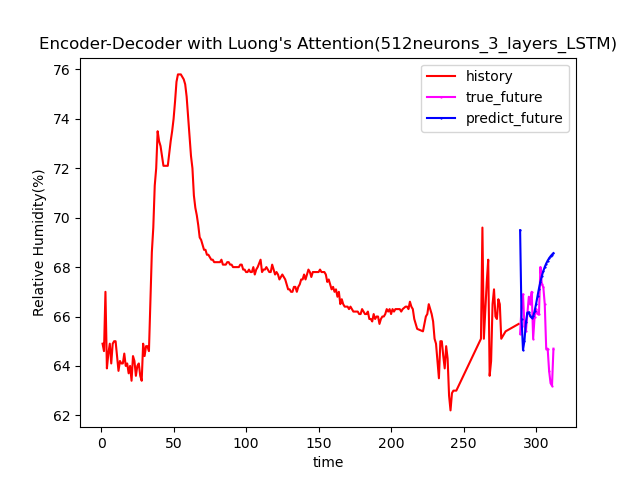 Encoder-Decoder with Luong's Attention(512neurons_3_layers_LSTM)
history
true_future
predict_future
Relative Humidity(%)
76
74
72
70
68
66
64
62
0 50 100 150 200 250 300
time